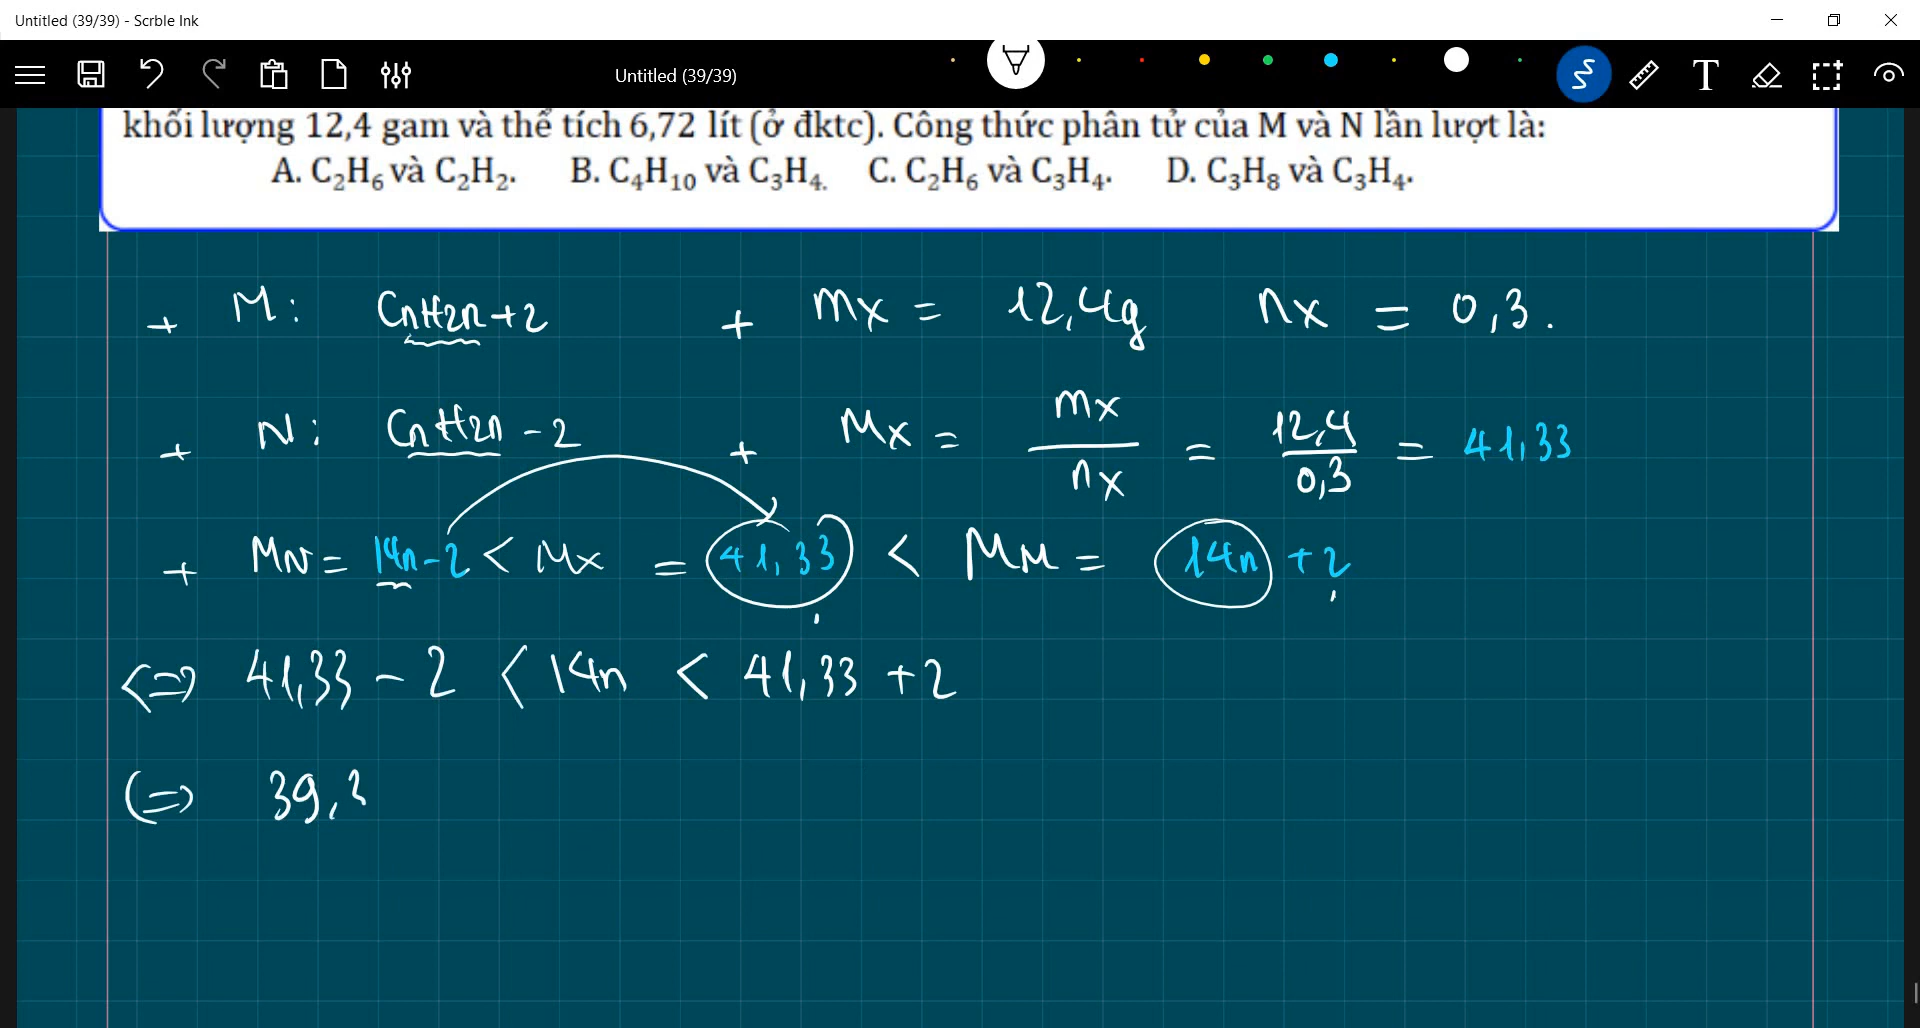 Untitled (39/39) - Scrble Ink
Untitled (39/39)
T
khối lượng 12,4 gam và thể tích 6,72 lít (ở đktc). Công thức phân tử của M và N lần lượt là:
A. C₂H₆ và C₂H₂. B. C₄H₁₀ và C₃H₄. C. C₂H₆ và C₃H₄. D. C₃H₈ và C₃H₄.
+ M: CnH2n+2 + mx = 12,4g nx = 0,3.
+ N: CnH2n-2 + Mx = mx/nx = 12,4/0,3 = 41,33
+ MN = 14n-2 < Mx = 41,33 < MM = 14n + 2
<=> 41,33 - 2 < 14n < 41,33 + 2
<=> 39,3